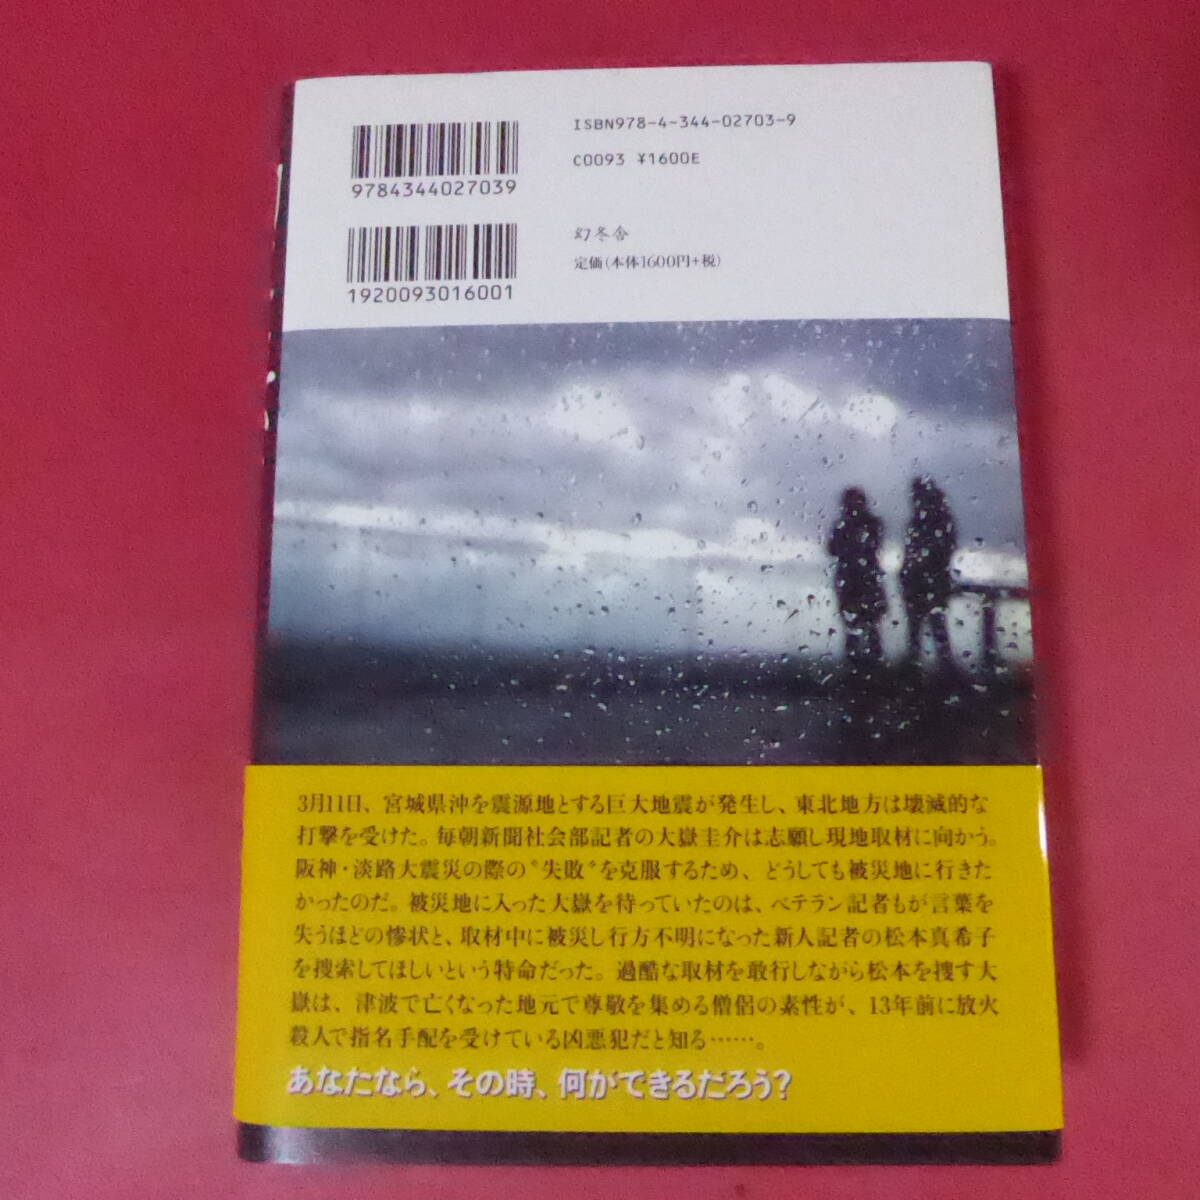 ISBN978-4-344-02703-9
C0093 ¥1600E
9784344027039
幻冬舎
定価(本体1600円+税)
1920093016001
3月11日、宮城県沖を震源地とする巨大地震が発生し、東北地方は壊滅的な
打撃を受けた。毎朝新聞社会部記者の大嶽圭介は志願し現地取材に向かう。
阪神・淡路大震災の際の〝失敗〟を克服するため、どうしても被災地に行きた
かったのだ。被災地に入った大嶽を待っていたのは、ベテラン記者もが言葉を
失うほどの惨状と、取材中に被災し行方不明になった新人記者の松本真希子
を捜索してほしいという特命だった。過酷な取材を敢行しながら松本を捜す大
嶽は、津波で亡くなった地元で尊敬を集める僧侶の素性が、13年前に放火
殺人で指名手配を受けている凶悪犯だと知る……。
あなたなら、その時、何ができるだろう?